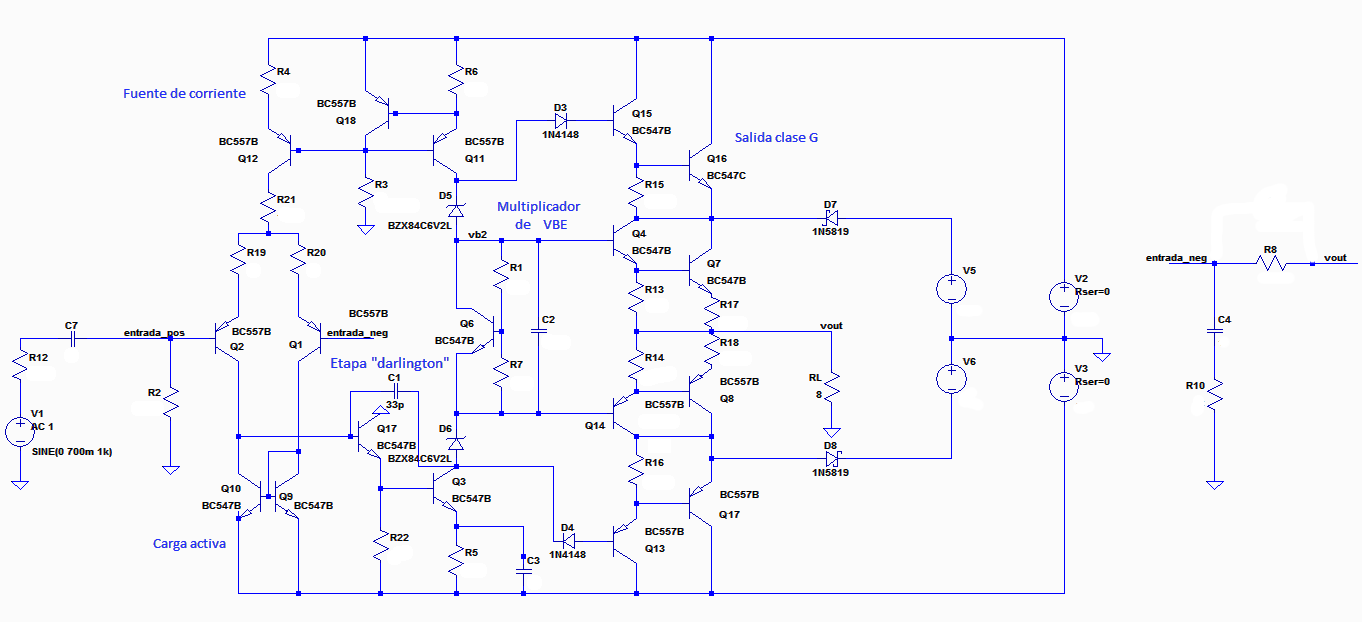 R4
R6
Fuente de corriente
BC557B
Q18
D3
1N4148
Q15
BC547B
BC557B
Q12
BC557B
Q11
Salida clase G
Q16
BC547C
R3
R15
R21
D5
BZX84C6V2L
Multiplicador
de VBE
D7
1N5819
vb2
Q4
BC547B
R19
R20
R1
Q7
BC547B
entrada_neg
R8
vout
V5
V2
Rser=0
R13
R17
C7
entrada_pos
BC557B
Q2
BC557B
Q1
entrada_neg
Q6
BC547B
C2
vout
C4
R12
Etapa "darlington"
R7
R14
R18
V6
V3
Rser=0
C1
33p
RL
8
BC557B
Q8
R10
R2
BC557B
Q14
V1
AC 1
SINE(0 700m 1k)
Q17
BC547B
D6
BZX84C6V2L
D8
1N5819
R16
Q10
BC547B
Q9
BC547B
Q3
BC547B
BC557B
Q17
Carga activa
R22
R5
C3
D4
1N4148
BC557B
Q13